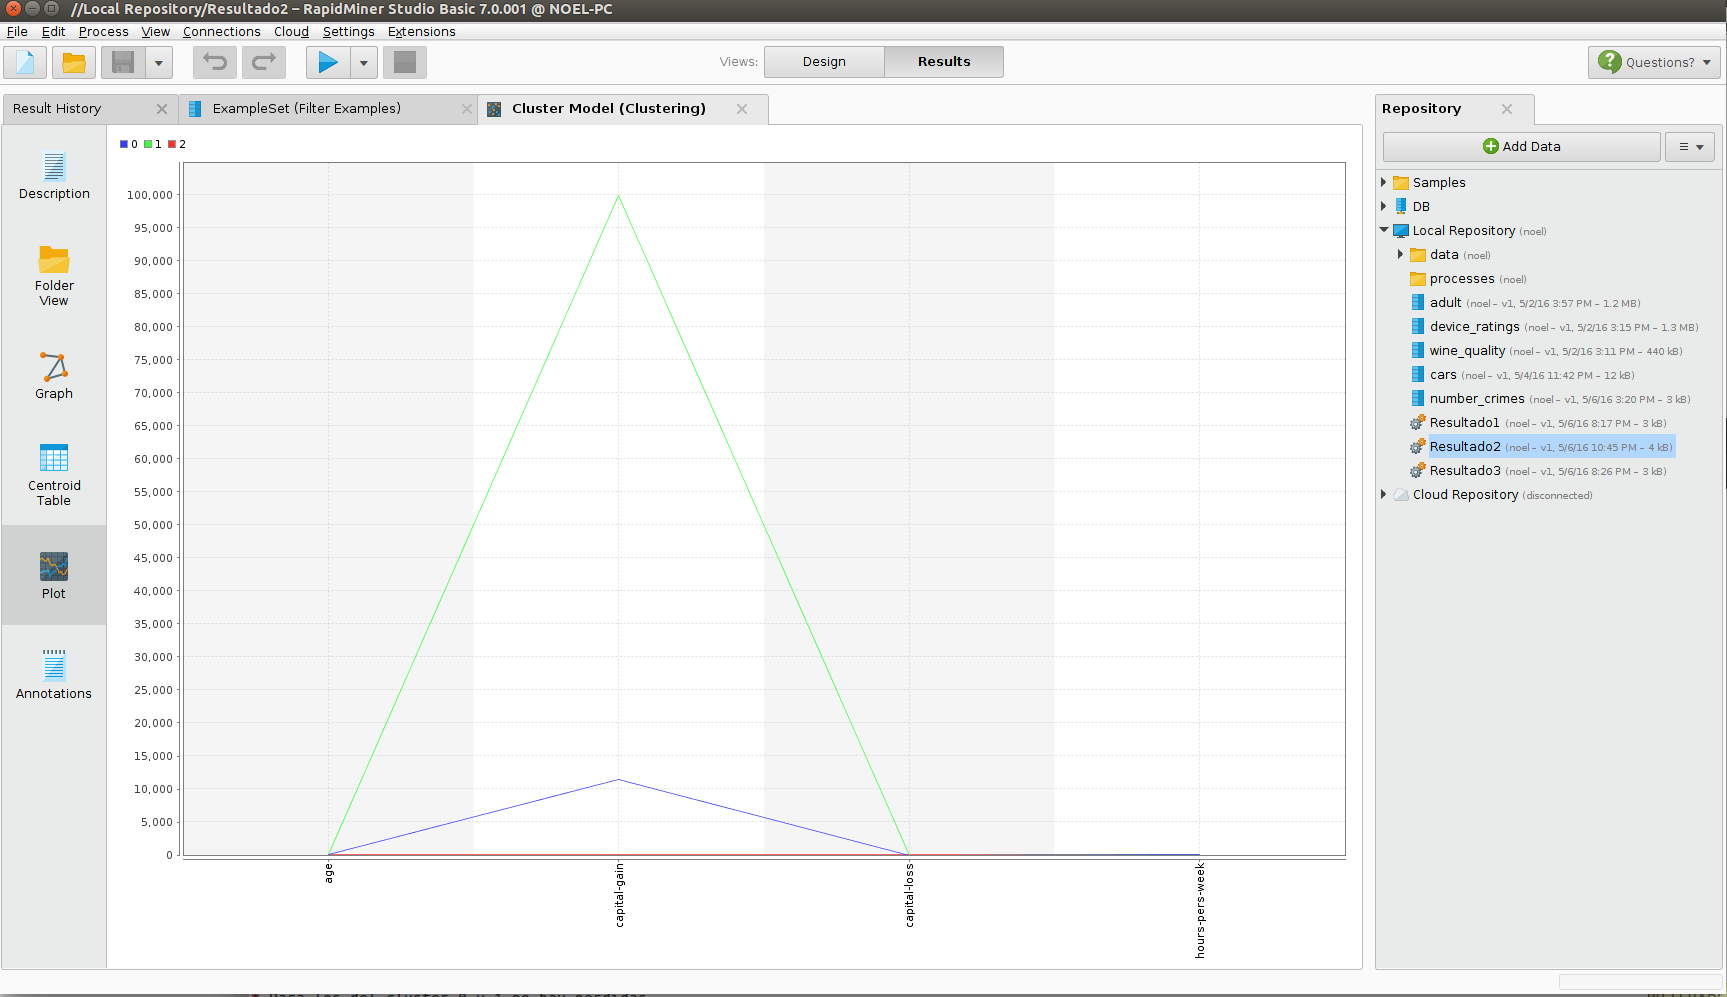 //Local Repository/Resultado2 – RapidMiner Studio Basic 7.0.001 @ NOEL-PC
File Edit Process View Connections Cloud Settings Extensions
Views: Design Results
Questions?
Result History
ExampleSet (Filter Examples)
Cluster Model (Clustering)
Description
Folder
View
Graph
Centroid
Table
Plot
Annotations
0 1 2
100,000
95,000
90,000
85,000
80,000
75,000
70,000
65,000
60,000
55,000
50,000
45,000
40,000
35,000
30,000
25,000
20,000
15,000
10,000
5,000
0
age
capital-gain
capital-loss
hours-pers-week
Repository
Add Data
Samples
DB
Local Repository (noel)
data (noel)
processes (noel)
adult (noel – v1, 5/2/16 3:57 PM – 1.2 MB)
device_ratings (noel – v1, 5/2/16 3:15 PM – 1.3 MB)
wine_quality (noel – v1, 5/2/16 3:11 PM – 440 kB)
cars (noel – v1, 5/4/16 11:42 PM – 12 kB)
number_crimes (noel – v1, 5/6/16 3:20 PM – 3 kB)
Resultado1 (noel – v1, 5/6/16 8:17 PM – 3 kB)
Resultado2 (noel – v1, 5/6/16 10:45 PM – 4 kB)
Resultado3 (noel – v1, 5/6/16 8:26 PM – 3 kB)
Cloud Repository (disconnected)